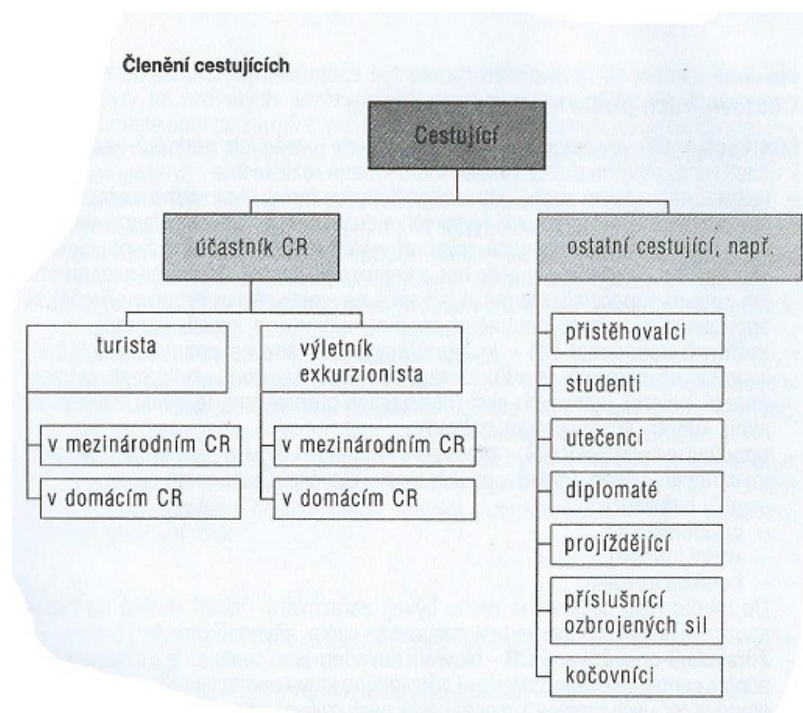 Členění cestujících
Cestující
účastník CR
ostatní cestující, např.
turista
výletník
exkurzionista
v mezinárodním CR
v domácím CR
v mezinárodním CR
v domácím CR
přistěhovalci
studenti
utečenci
diplomaté
projíždějící
příslušnící
ozbrojených sil
kočovníci